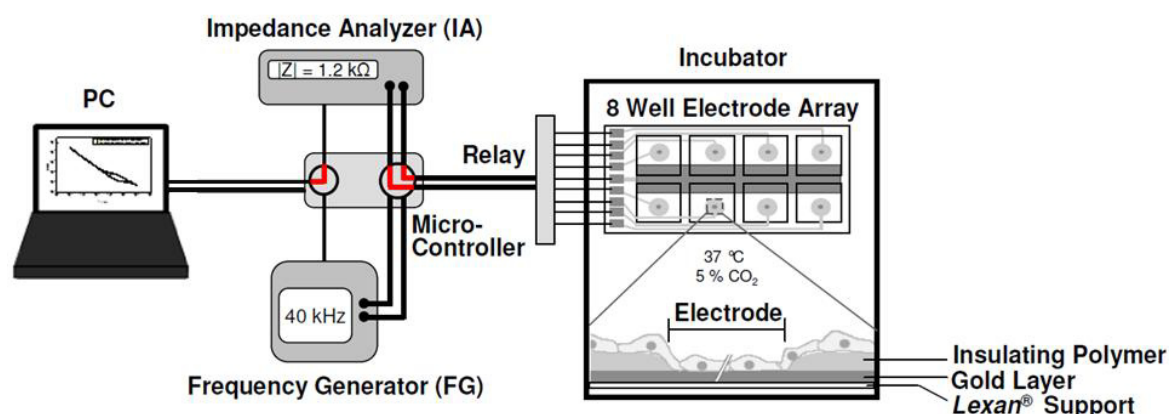 Impedance Analyzer (IA)
|Z| = 1.2 kΩ
PC
Incubator
8 Well Electrode Array
Relay
Micro-
Controller
37 °C
5 % CO₂
40 kHz
Electrode
Frequency Generator (FG)
Insulating Polymer
Gold Layer
Lexan® Support